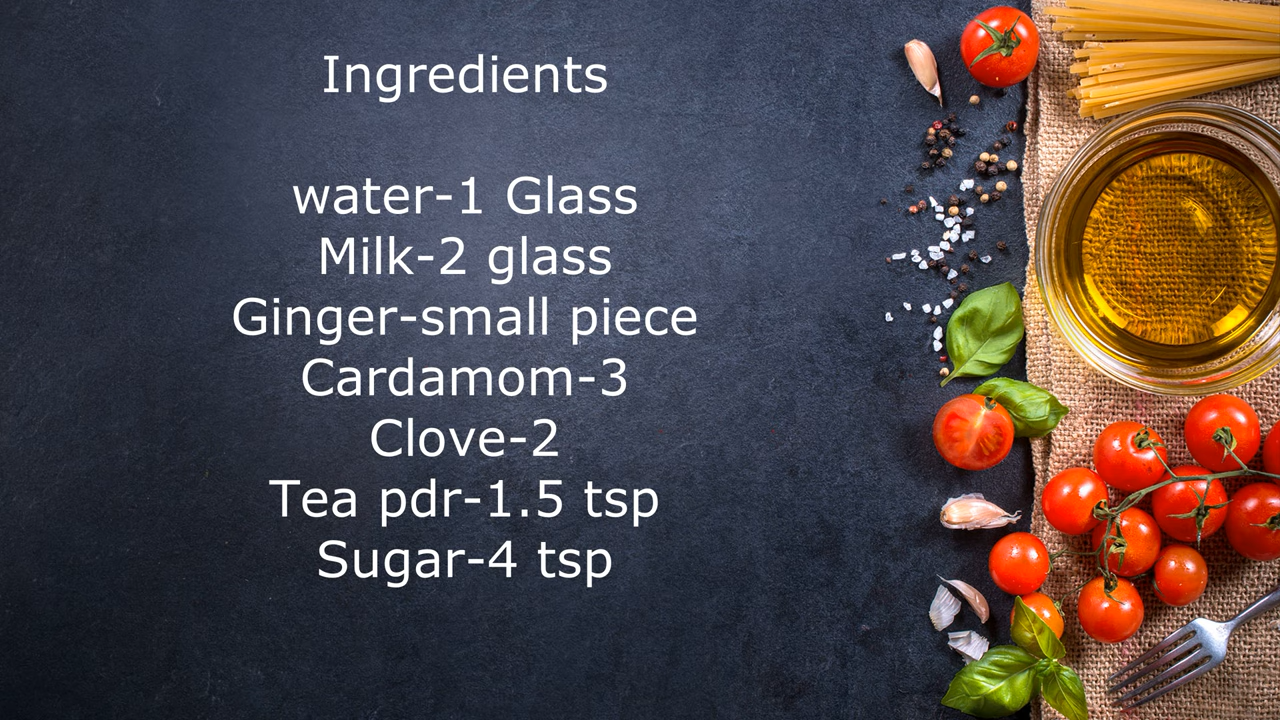 Ingredients
water-1 Glass
Milk-2 glass
Ginger-small piece
Cardamom-3
Clove-2
Tea pdr-1.5 tsp
Sugar-4 tsp